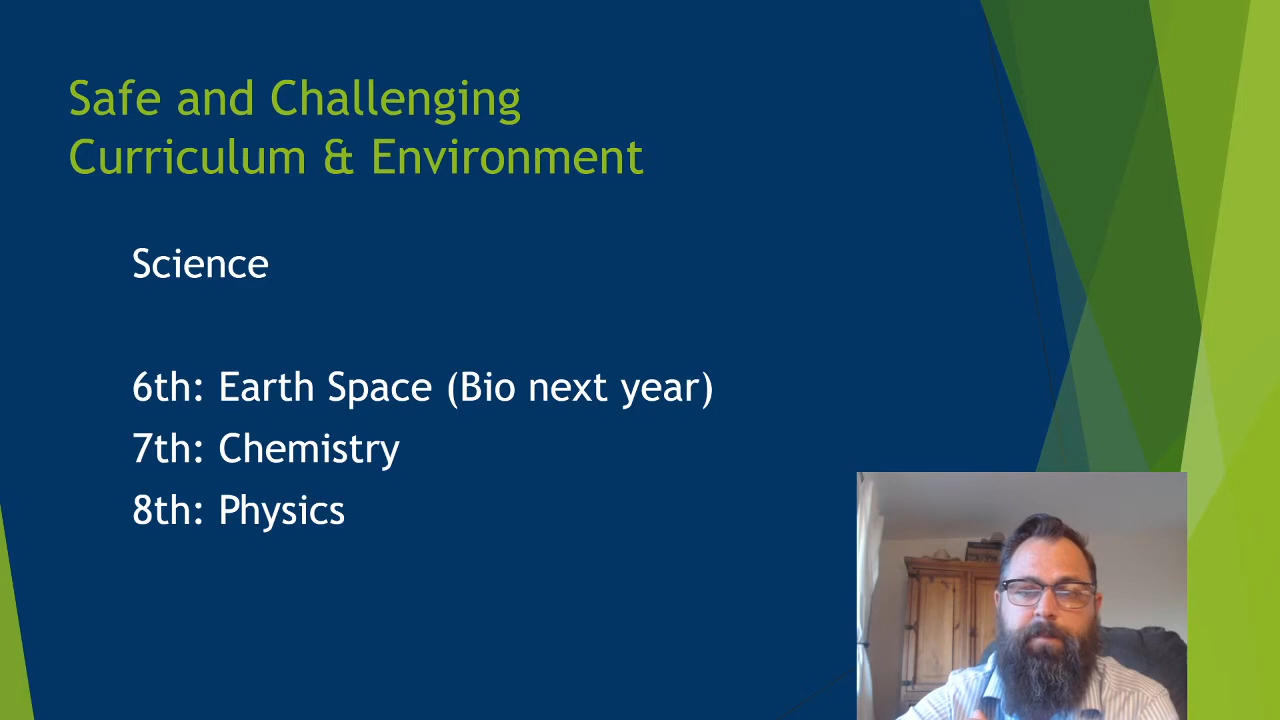 Safe and Challenging
Curriculum & Environment
Science
6th: Earth Space (Bio next year)
7th: Chemistry
8th: Physics